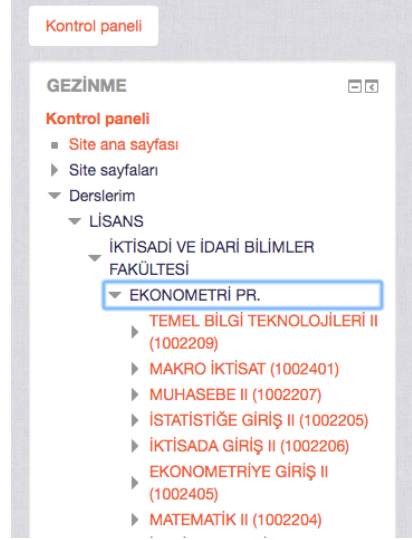 Kontrol paneli
GEZİNME
Kontrol paneli
Site ana sayfası
Site sayfaları
Derslerim
LİSANS
İKTİSADİ VE İDARİ BİLİMLER
FAKÜLTESİ
EKONOMETRİ PR.
TEMEL BİLGİ TEKNOLOJİLERİ II
(1002209)
MAKRO İKTİSAT (1002401)
MUHASEBE II (1002207)
İSTATİSTİĞE GİRİŞ II (1002205)
İKTİSADA GİRİŞ II (1002206)
EKONOMETRİYE GİRİŞ II
(1002405)
MATEMATİK II (1002204)